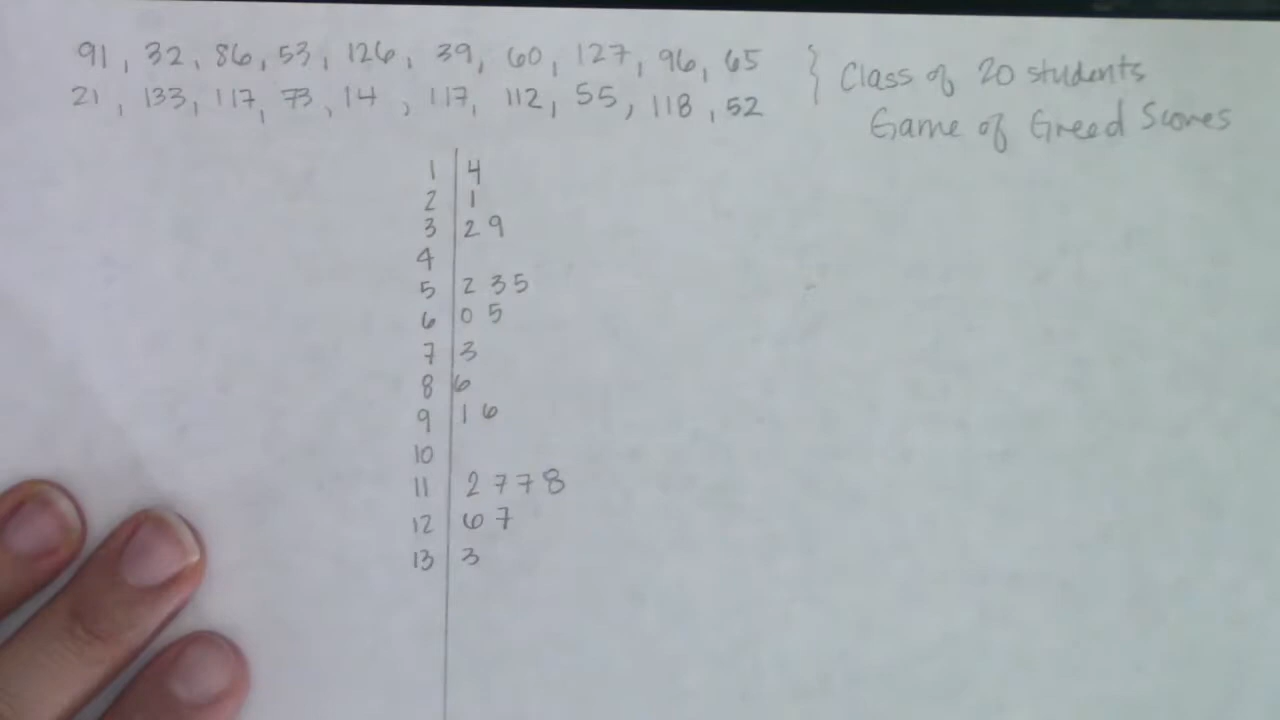 91, 32, 86, 53, 126, 39, 60, 127, 96, 65 } Class of 20 students
21, 133, 117, 73, 14, 117, 112, 55, 118, 52 Game of Greed Scores
1 | 4
2 | 1
3 | 2 9
4 |
5 | 2 3 5
6 | 0 5
7 | 3
8 | 6
9 | 1 6
10 |
11 | 2 7 7 8
12 | 6 7
13 | 3